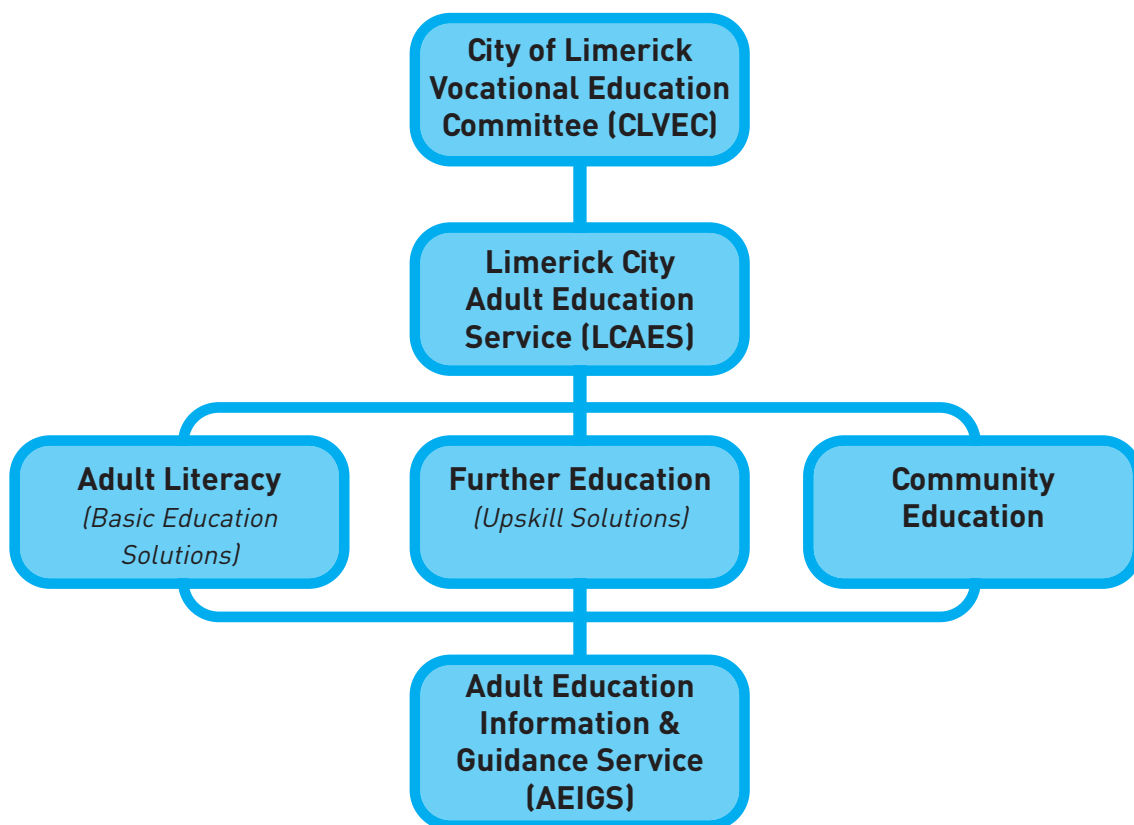 City of Limerick
Vocational Education
Committee (CLVEC)
Limerick City
Adult Education
Service (LCAES)
Adult Literacy
(Basic Education
Solutions)
Further Education
(Upskill Solutions)
Community
Education
Adult Education
Information &
Guidance Service
(AEIGS)